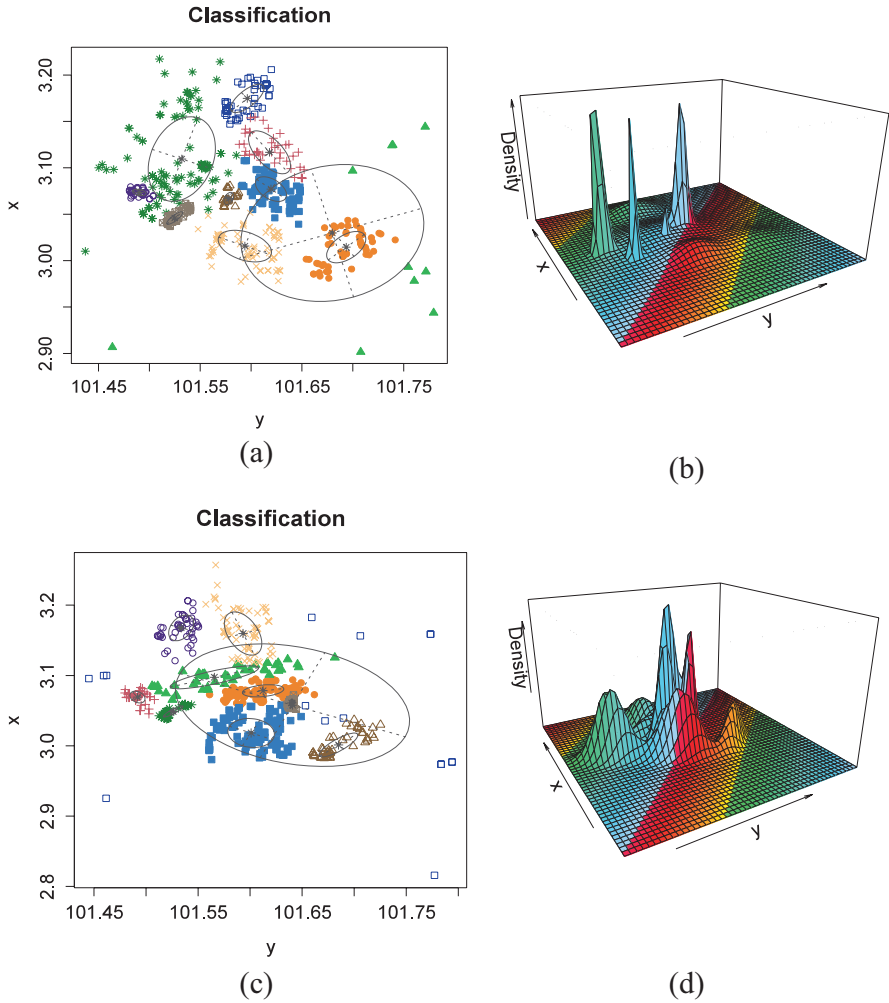 Classification
3.20
3.10
3.00
2.90
x
101.45
101.55
101.65
101.75
y
(a)
Density
x
y
(b)
Classification
3.2
3.1
3.0
2.9
2.8
x
101.45
101.55
101.65
101.75
y
(c)
Density
x
y
(d)